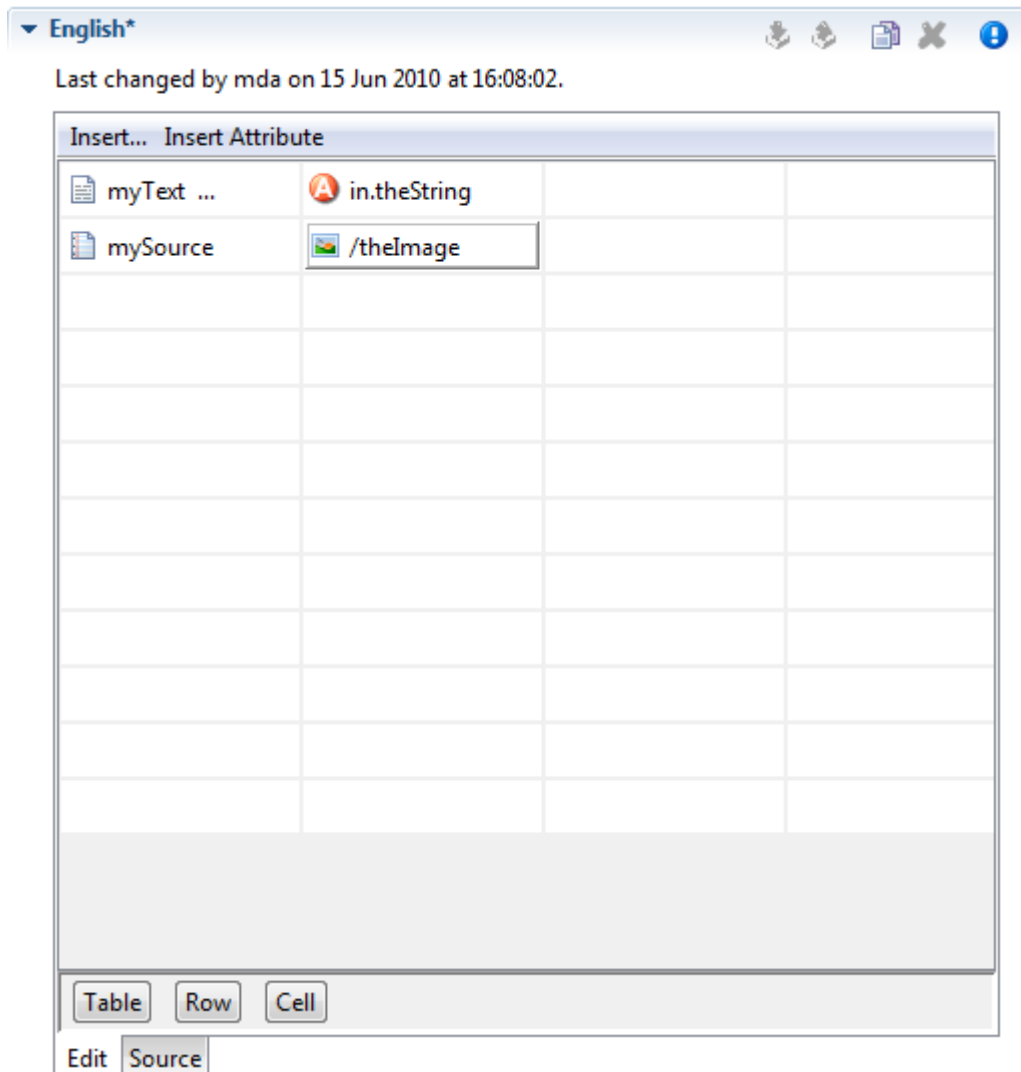 English*
Last changed by mda on 15 Jun 2010 at 16:08:02.
Insert... Insert Attribute
myText ... in.theString
mySource /theImage
Table Row Cell
Edit Source